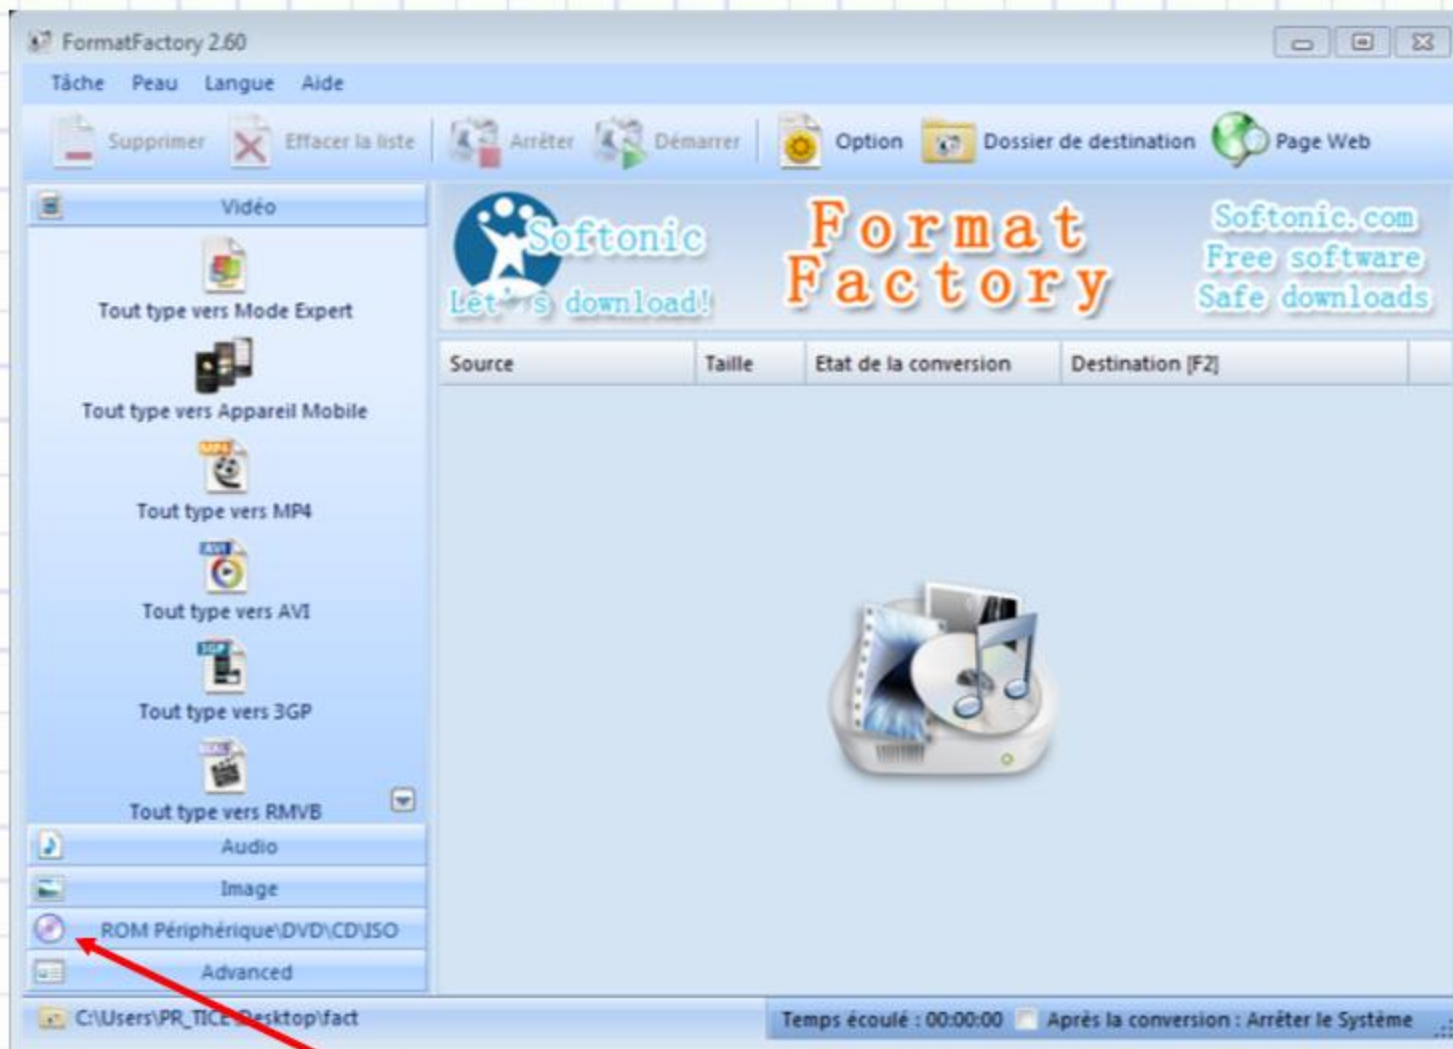 FormatFactory 2.60
Tâche Peau Langue Aide
Supprimer Effacer la liste Arrêter Démarrer Option Dossier de destination Page Web
Vidéo
Tout type vers Mode Expert
Tout type vers Appareil Mobile
MP4
Tout type vers MP4
AVI
Tout type vers AVI
3GP
Tout type vers 3GP
Tout type vers RMVB
Audio
Image
ROM Périphérique\DVD\CD\ISO
Advanced
Softonic
Let's download!
Format
Factory
Softonic.com
Free software
Safe downloads
Source Taille Etat de la conversion Destination [F2]
C:\Users\PR_TICE\Desktop\fact
Temps écoulé : 00:00:00 Après la conversion : Arrêter le Système